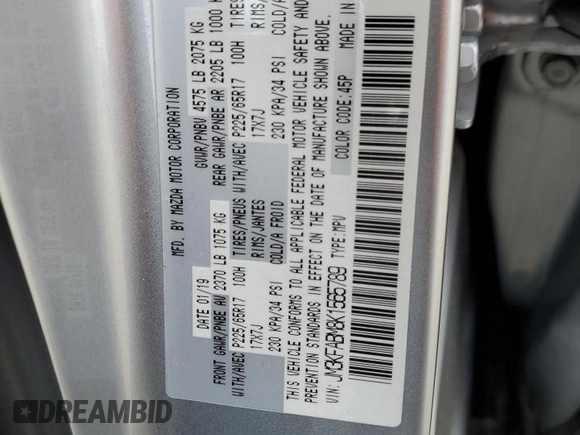 MFD. BY MAZDA MOTOR CORPORATION
DATE 01/19
GVWR/PNBV 4575 LB 2075 KG
FRONT GAWR/PNBE AV 2370 LB 1075 KG
REAR GAWR/PNBE AR 2205 LB 1000 K
TIRES/PNEUS WITH/AVEC P225/65R17 100H
TIRES
WITH/AVEC P225/65R17 100H
RIMS/JANTES
17X7J
RIMS/
17X7J
COLD/A FROID
230 KPA/34 PSI
COLD/A
230 KPA/34 PSI
THIS VEHICLE CONFORMS TO ALL APPLICABLE FEDERAL MOTOR VEHICLE SAFETY AND
PREVENTION STANDARDS IN EFFECT ON THE DATE OF MANUFACTURE SHOWN ABOVE.
VIN: JM3KFABM8K1585789 TYPE:MPV
COLOR CODE:45P
MADE IN
DREAMBID